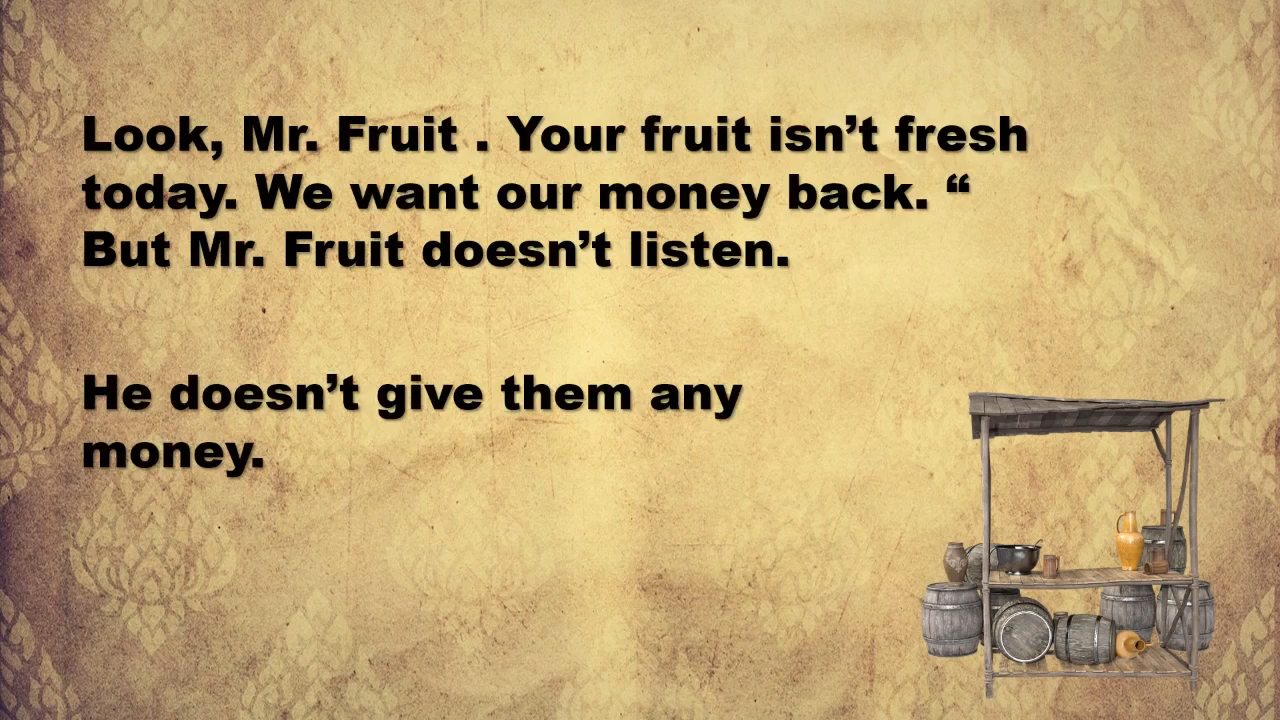 Look, Mr. Fruit . Your fruit isn’t fresh
today. We want our money back. “
But Mr. Fruit doesn’t listen.
He doesn’t give them any
money.